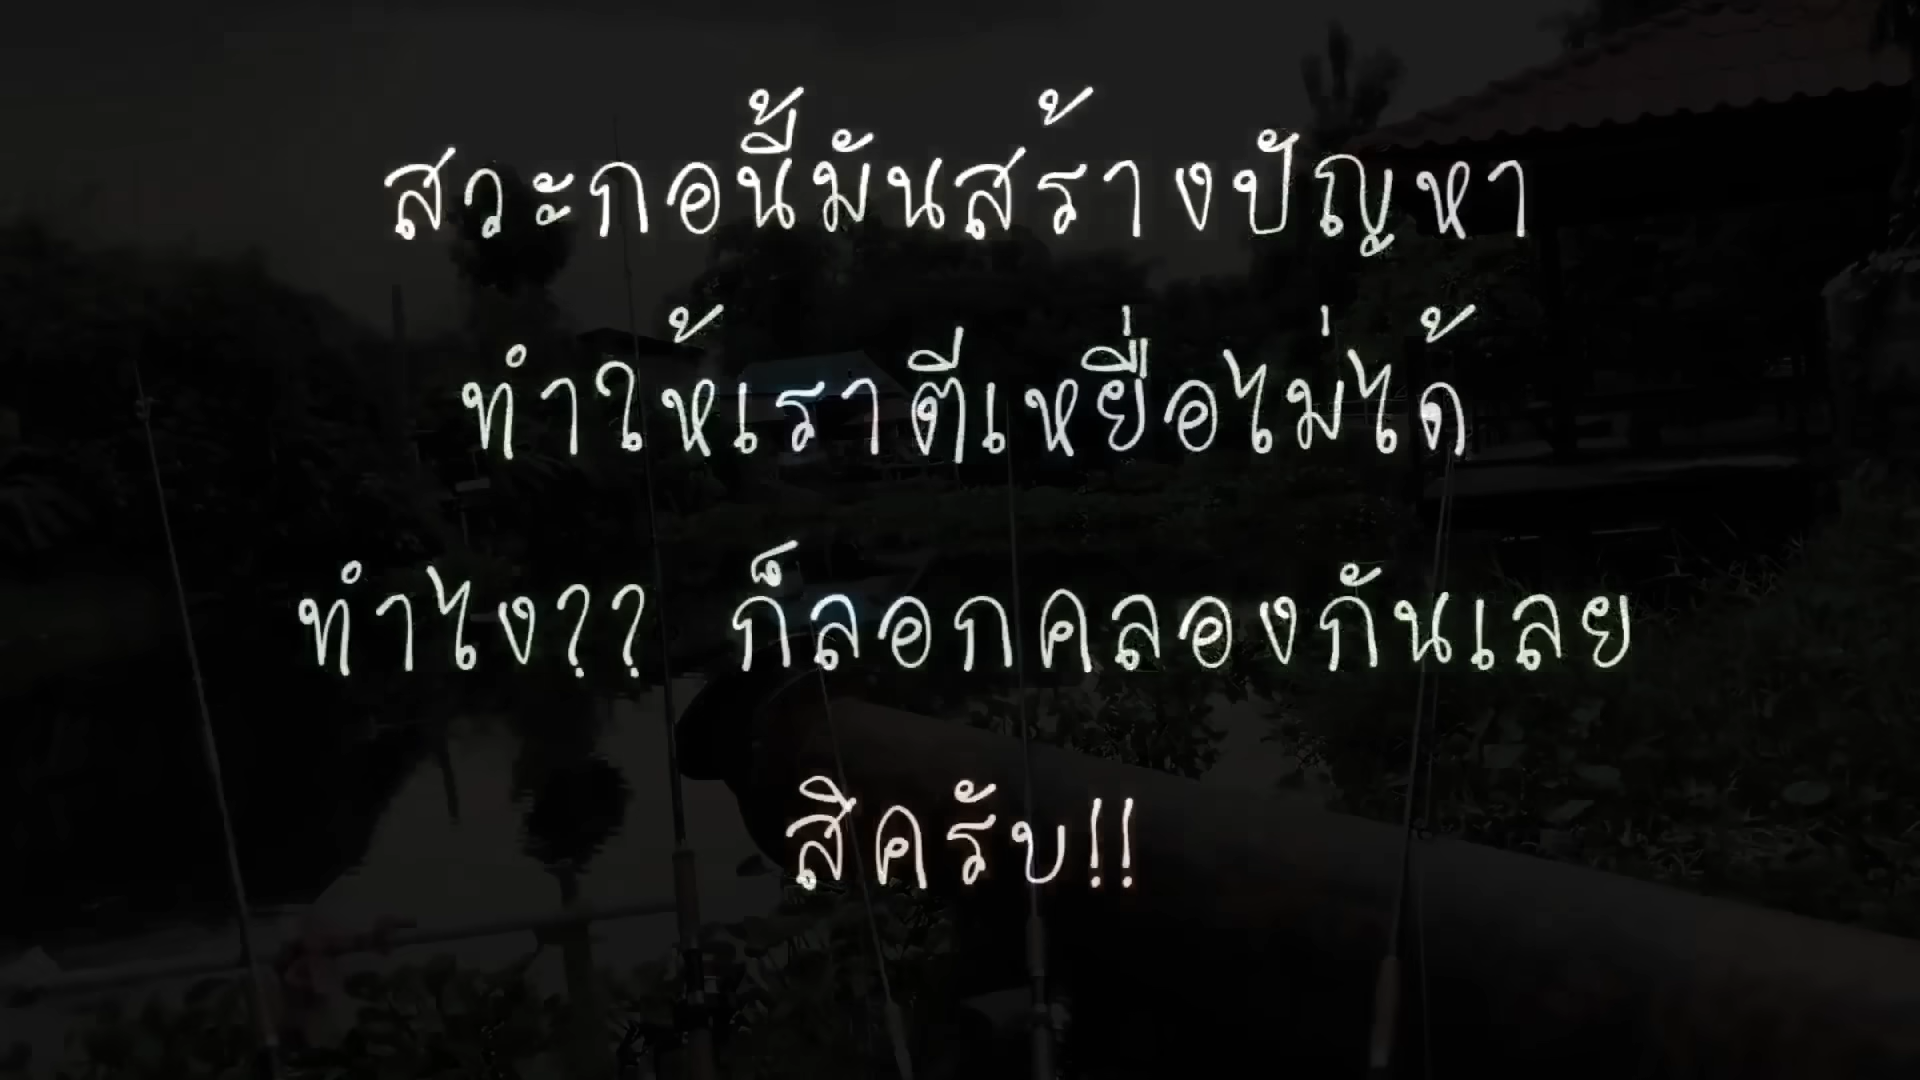 สวะกอนี้มันสร้างปัญหา
ทำให้เราตีเหยื่อไม่ได้
ทำไง?? ก็ลอกคลองกันเลย
สิครับ!!